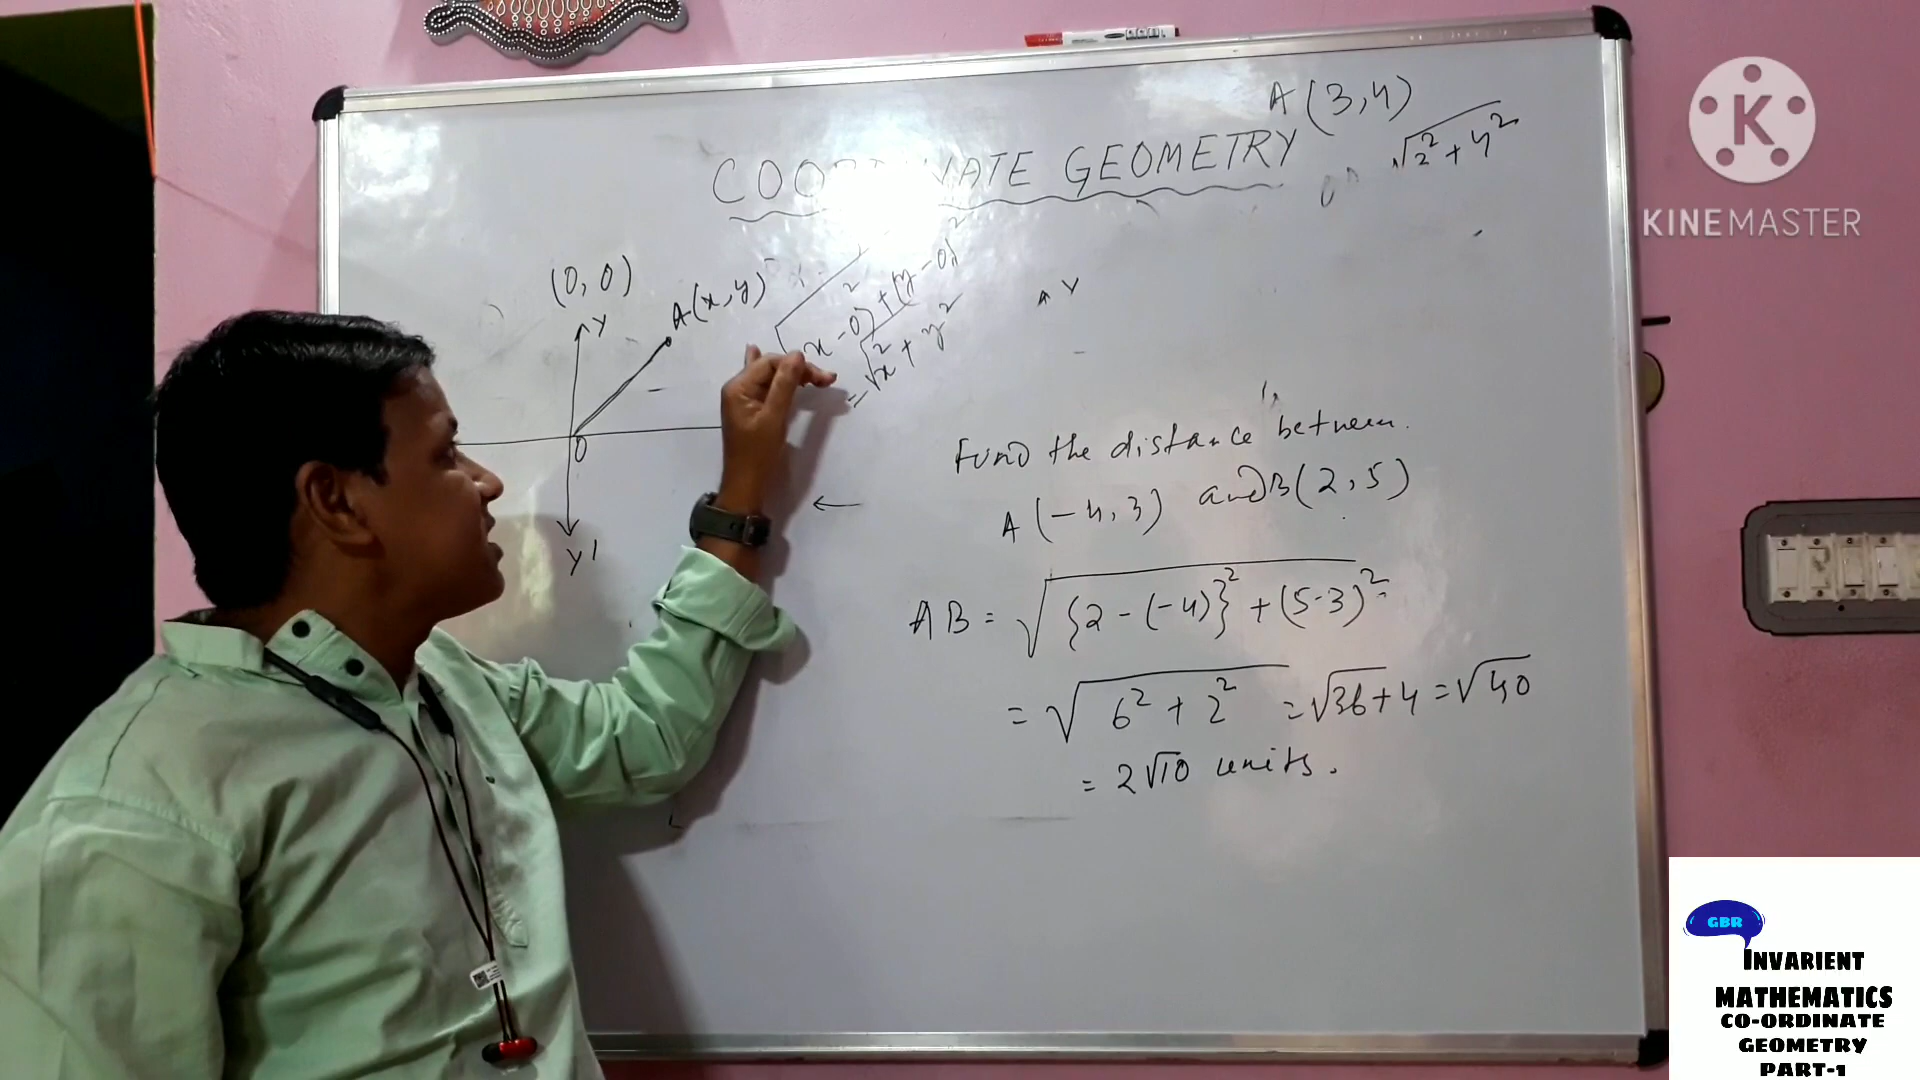 A (3,4)
√2² + 4²
COORDINATE GEOMETRY
K
KINEMASTER
(0, 0)
Y
A(x, y)
x-0)² + (y-0)²
= √x² + y²
Y
O
Y'
Find the distance between.
A (-4, 3) and B (2, 5)
AB = √{2-(-4)}² + (5-3)²
= √6² + 2² = √36+4 = √40
= 2√10 units.
GBR
INVARIENT
MATHEMATICS
CO-ORDINATE
GEOMETRY
PART-1